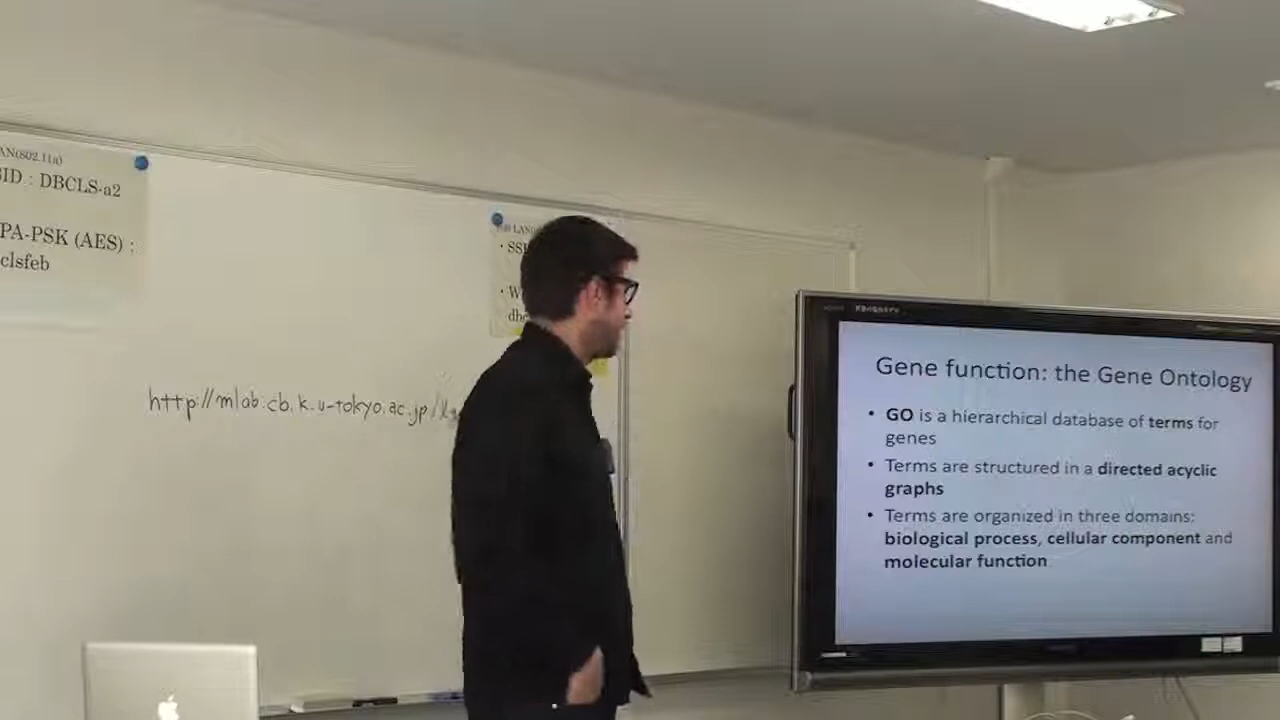 DBCLS-a2
PA-PSK (AES) :
clsfeb
http://mlab.cb.k.u-tokyo.ac.jp/
Gene function: the Gene Ontology
• GO is a hierarchical database of terms for
genes
• Terms are structured in a directed acyclic
graphs
• Terms are organized in three domains:
biological process, cellular component and
molecular function